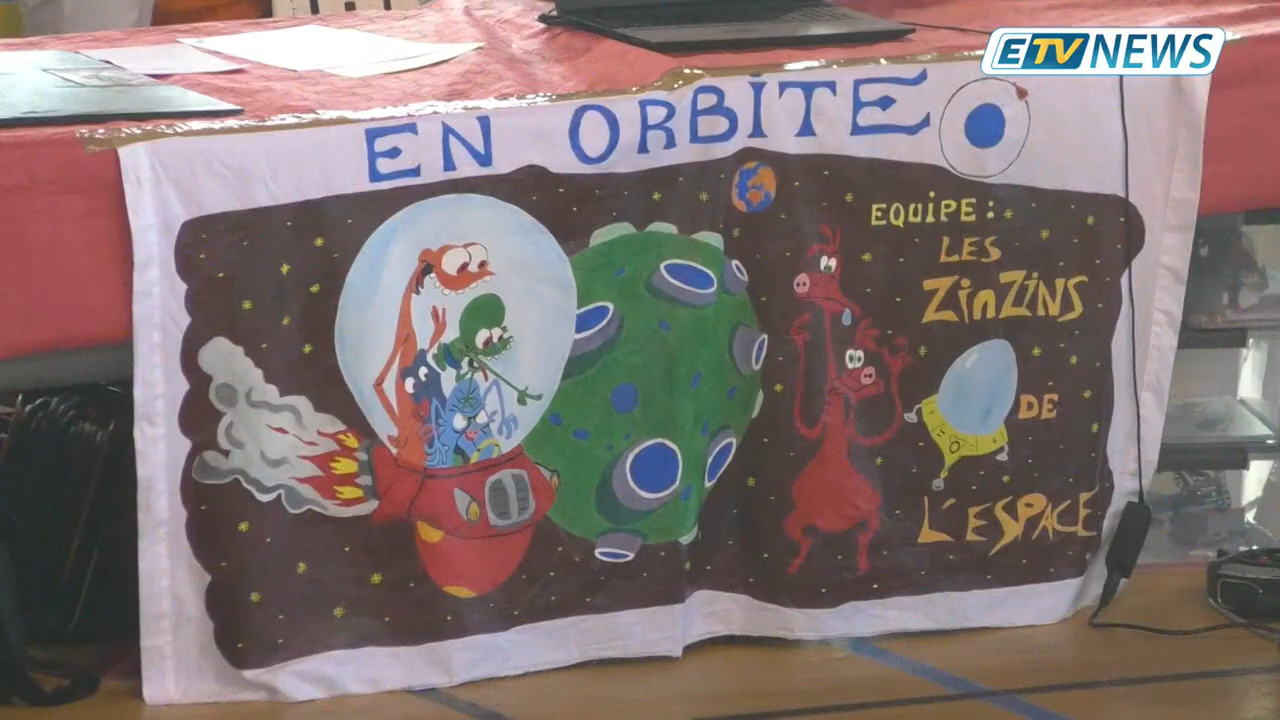 ETV NEWS
EN ORBITE
EQUIPE:
LES
ZinZiNS
DE
L'ESPACE